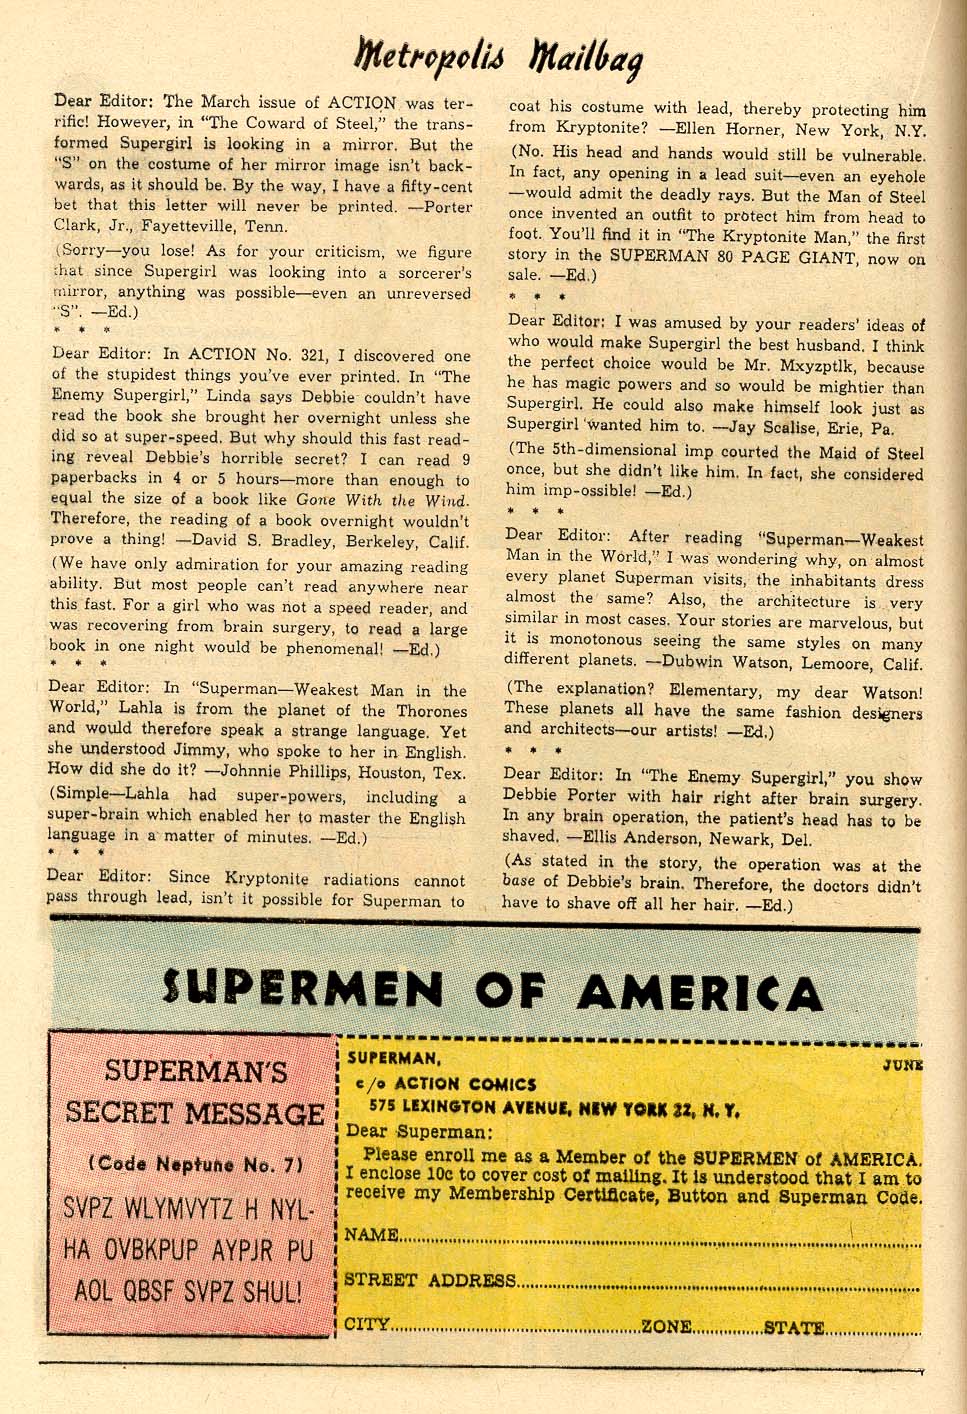 Metropolis Mailbag
Dear Editor: The March issue of ACTION was ter-
rific! However, in "The Coward of Steel," the trans-
formed Supergirl is looking in a mirror. But the
"S" on the costume of her mirror image isn't back-
wards, as it should be. By the way, I have a fifty-cent
bet that this letter will never be printed. —Porter
Clark, Jr., Fayetteville, Tenn.
(Sorry—you lose! As for your criticism, we figure
that since Supergirl was looking into a sorcerer's
mirror, anything was possible—even an unreversed
"S". —Ed.)
* * *
Dear Editor: In ACTION No. 321, I discovered one
of the stupidest things you've ever printed. In "The
Enemy Supergirl," Linda says Debbie couldn't have
read the book she brought her overnight unless she
did so at super-speed. But why should this fast read-
ing reveal Debbie's horrible secret? I can read 9
paperbacks in 4 or 5 hours—more than enough to
equal the size of a book like Gone With the Wind.
Therefore, the reading of a book overnight wouldn't
prove a thing! —David S. Bradley, Berkeley, Calif.
(We have only admiration for your amazing reading
ability. But most people can't read anywhere near
this fast. For a girl who was not a speed reader, and
was recovering from brain surgery, to read a large
book in one night would be phenomenal! —Ed.)
* * *
Dear Editor: In "Superman—Weakest Man in the
World," Lahla is from the planet of the Thorones
and would therefore speak a strange language. Yet
she understood Jimmy, who spoke to her in English.
How did she do it? —Johnnie Phillips, Houston, Tex.
(Simple—Lahla had super-powers, including a
super-brain which enabled her to master the English
language in a matter of minutes. —Ed.)
* * *
Dear Editor: Since Kryptonite radiations cannot
pass through lead, isn't it possible for Superman to
coat his costume with lead, thereby protecting him
from Kryptonite? —Ellen Horner, New York, N.Y.
(No. His head and hands would still be vulnerable.
In fact, any opening in a lead suit—even an eyehole
—would admit the deadly rays. But the Man of Steel
once invented an outfit to protect him from head to
foot. You'll find it in "The Kryptonite Man," the first
story in the SUPERMAN 80 PAGE GIANT, now on
sale. —Ed.)
* * *
Dear Editor: I was amused by your readers' ideas of
who would make Supergirl the best husband. I think
the perfect choice would be Mr. Mxyzptlk, because
he has magic powers and so would be mightier than
Supergirl. He could also make himself look just as
Supergirl wanted him to. —Jay Scalise, Erie, Pa.
(The 5th-dimensional imp courted the Maid of Steel
once, but she didn't like him. In fact, she considered
him imp-ossible! —Ed.)
* * *
Dear Editor: After reading "Superman—Weakest
Man in the World," I was wondering why, on almost
every planet Superman visits, the inhabitants dress
almost the same? Also, the architecture is very
similar in most cases. Your stories are marvelous, but
it is monotonous seeing the same styles on many
different planets. —Dubwin Watson, Lemoore, Calif.
(The explanation? Elementary, my dear Watson!
These planets all have the same fashion designers
and architects—our artists! —Ed.)
* * *
Dear Editor: In "The Enemy Supergirl," you show
Debbie Porter with hair right after brain surgery.
In any brain operation, the patient's head has to be
shaved. —Ellis Anderson, Newark, Del.
(As stated in the story, the operation was at the
base of Debbie's brain. Therefore, the doctors didn't
have to shave off all her hair. —Ed.)
SUPERMEN OF AMERICA
SUPERMAN'S
SECRET MESSAGE
(Code Neptune No. 7)
SVPZ WLYMVYTZ H NYL-
HA OVBKPUP AYPJR PU
AOL QBSF SVPZ SHUL!
SUPERMAN, JUNE
c/o ACTION COMICS
575 LEXINGTON AVENUE, NEW YORK 22, N. Y.
Dear Superman:
Please enroll me as a Member of the SUPERMEN of AMERICA.
I enclose 10c to cover cost of mailing. It is understood that I am to
receive my Membership Certificate, Button and Superman Code.
NAME
STREET ADDRESS
CITY ZONE STATE